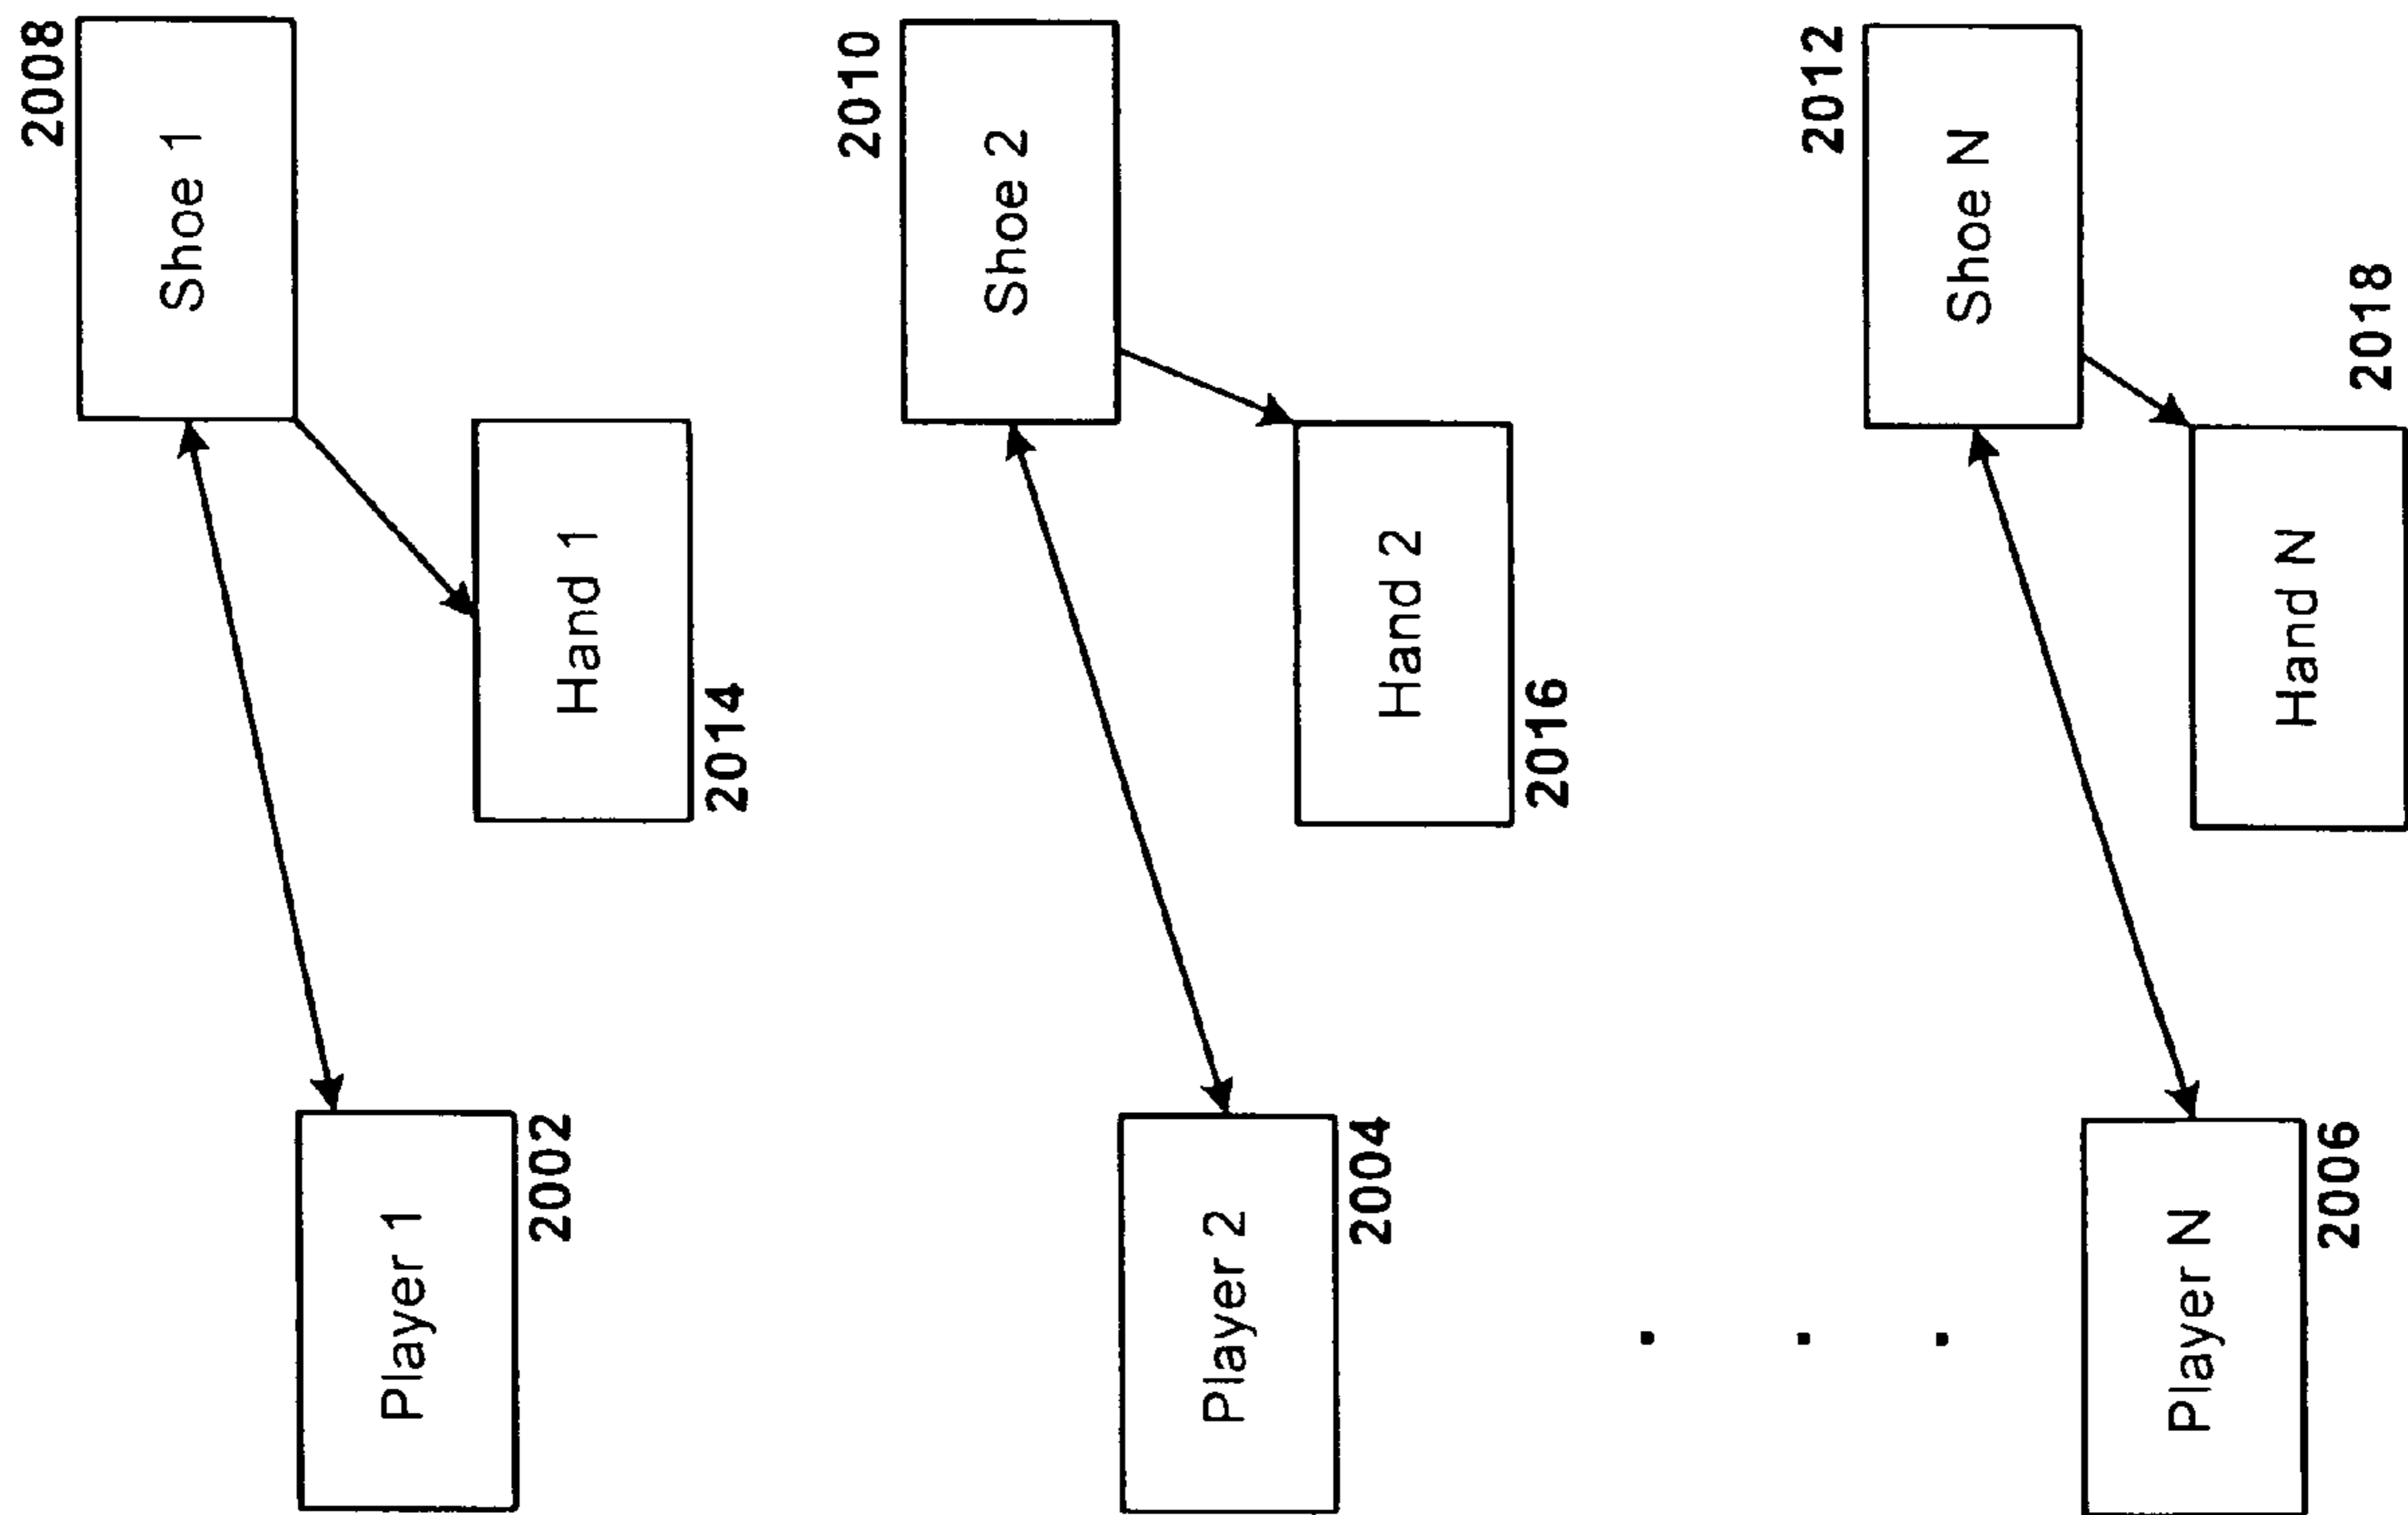 Player 1
2002
Shoe 1
2008
Hand 1
2014
Player 2
2004
Shoe 2
2010
Hand 2
2016
Player N
2006
Shoe N
2012
Hand N
2018